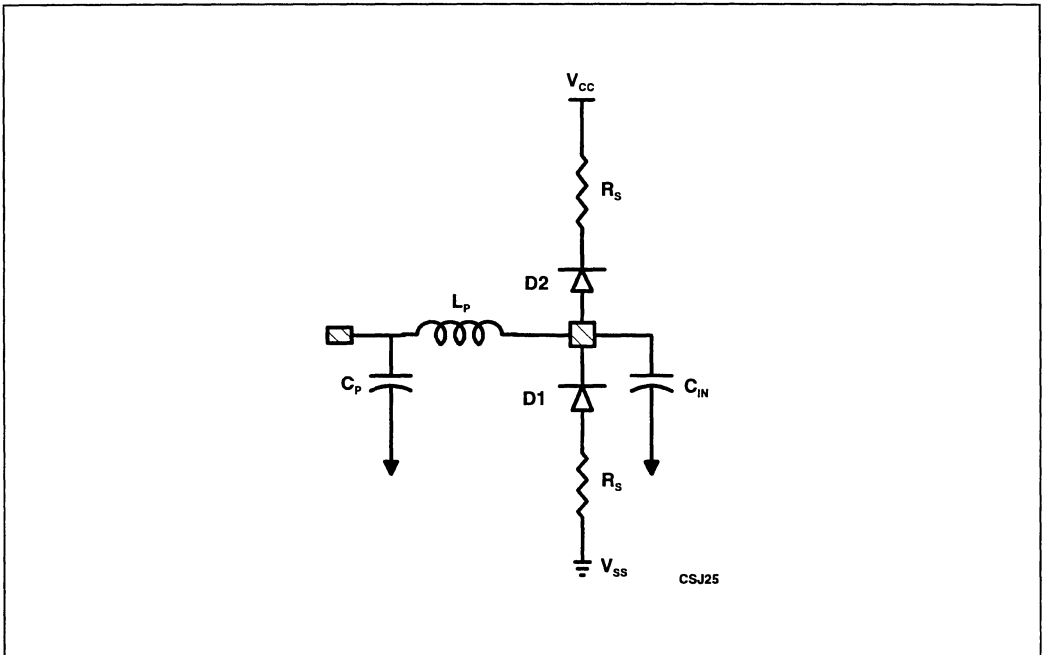 V_CC
R_S
D2
L_P
C_P
D1
C_IN
R_S
V_SS
CSJ25